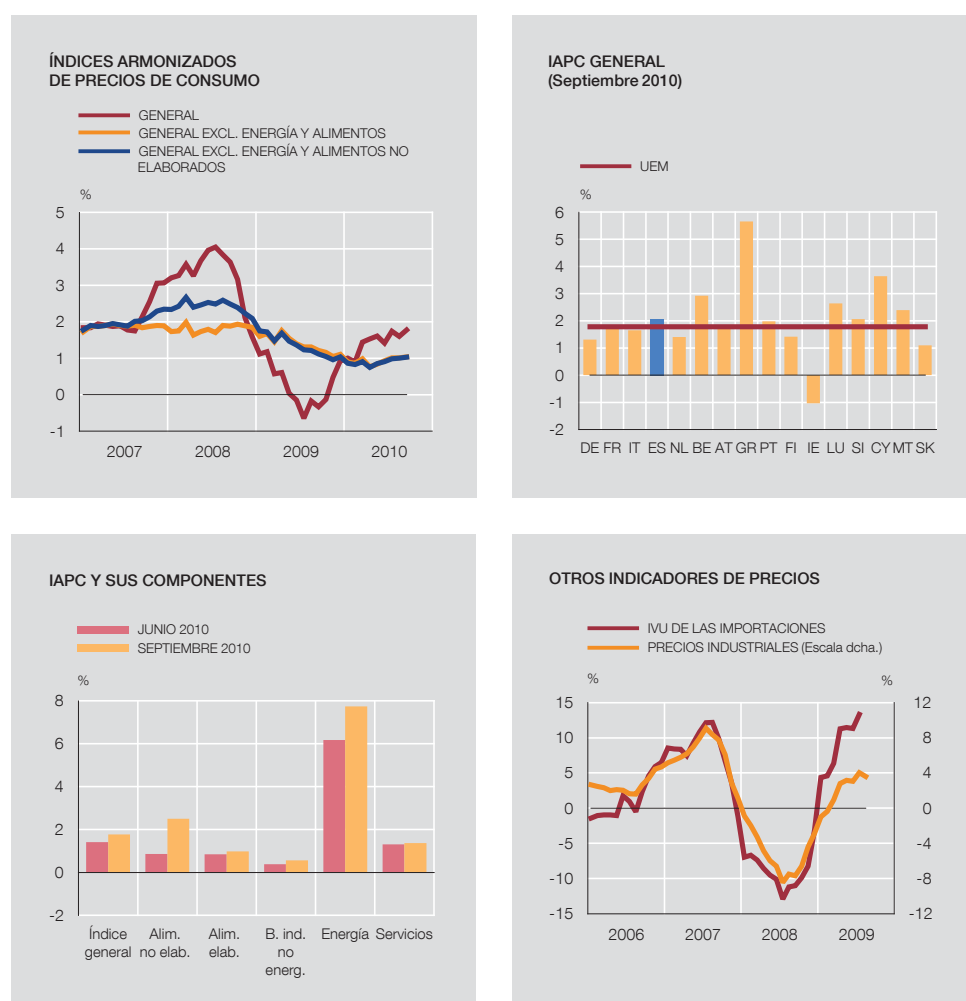 ÍNDICES ARMONIZADOS
DE PRECIOS DE CONSUMO
GENERAL
GENERAL EXCL. ENERGÍA Y ALIMENTOS
GENERAL EXCL. ENERGÍA Y ALIMENTOS NO
ELABORADOS
%
5
4
3
2
1
0
-1
2007 2008 2009 2010
IAPC GENERAL
(Septiembre 2010)
UEM
%
6
5
4
3
2
1
0
-1
-2
DE FR IT ES NL BE AT GR PT FI IE LU SI CY MT SK
IAPC Y SUS COMPONENTES
JUNIO 2010
SEPTIEMBRE 2010
%
8
6
4
2
0
-2
Índice Alim. Alim. B. ind. Energía Servicios
general no elab. elab. no
energ.
OTROS INDICADORES DE PRECIOS
IVU DE LAS IMPORTACIONES
PRECIOS INDUSTRIALES (Escala dcha.)
% %
15 12
10 8
5 4
0 0
-5 -4
-10 -8
-15 -12
2006 2007 2008 2009